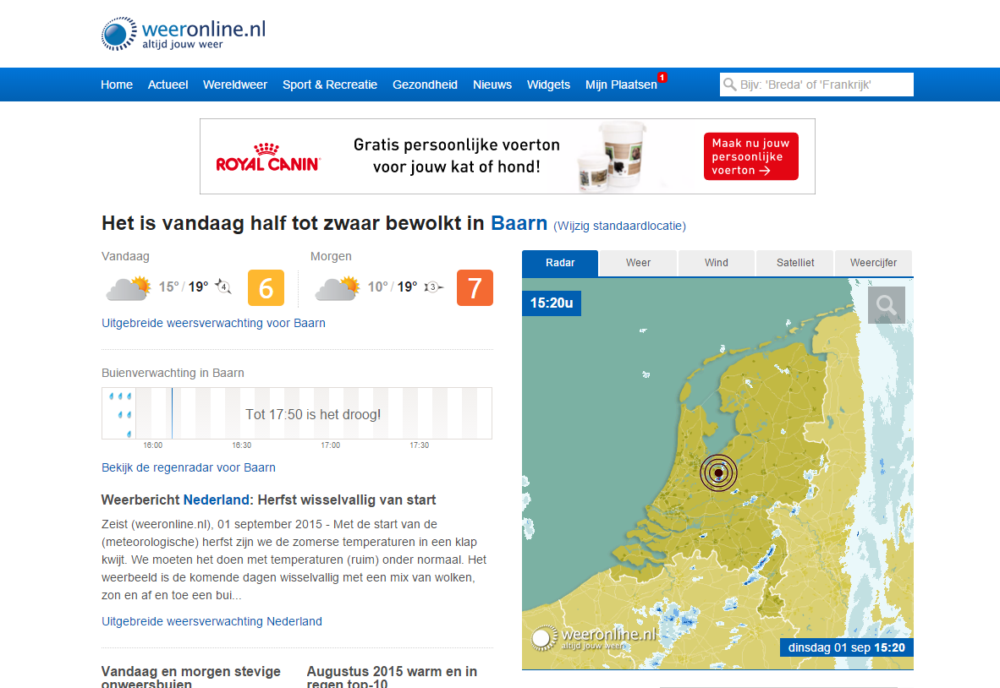 weeronline.nl
altijd jouw weer
Home Actueel Wereldweer Sport & Recreatie Gezondheid Nieuws Widgets Mijn Plaatsen 1 Bijv: 'Breda' of 'Frankrijk'
ROYAL CANIN
Gratis persoonlijke voerton
voor jouw kat of hond!
Maak nu jouw
persoonlijke
voerton →
Het is vandaag half tot zwaar bewolkt in Baarn (Wijzig standaardlocatie)
Vandaag
15° / 19° 4 6
Morgen
10° / 19° 3 7
Uitgebreide weersverwachting voor Baarn
Buienverwachting in Baarn
Tot 17:50 is het droog!
16:00 16:30 17:00 17:30
Bekijk de regenradar voor Baarn
Weerbericht Nederland: Herfst wisselvallig van start
Zeist (weeronline.nl), 01 september 2015 - Met de start van de
(meteorologische) herfst zijn we de zomerse temperaturen in een klap
kwijt. We moeten het doen met temperaturen (ruim) onder normaal. Het
weerbeeld is de komende dagen wisselvallig met een mix van wolken,
zon en af en toe een bui...
Uitgebreide weersverwachting Nederland
Vandaag en morgen stevige
onweersbuien
Augustus 2015 warm en in
regen top-10
Radar Weer Wind Satelliet Weercijfer
15:20u
weeronline.nl
altijd jouw weer
dinsdag 01 sep 15:20